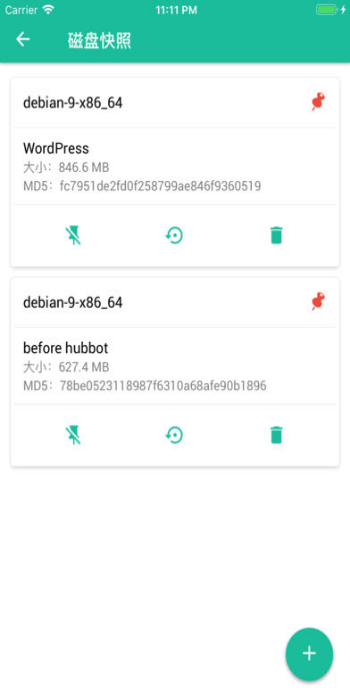 Carrier 11:11 PM
磁盘快照
debian-9-x86_64
WordPress
大小：846.6 MB
MD5：fc7951de2fd0f258799ae846f9360519
debian-9-x86_64
before hubbot
大小：627.4 MB
MD5：78be0523118987f6310a68afe90b1896